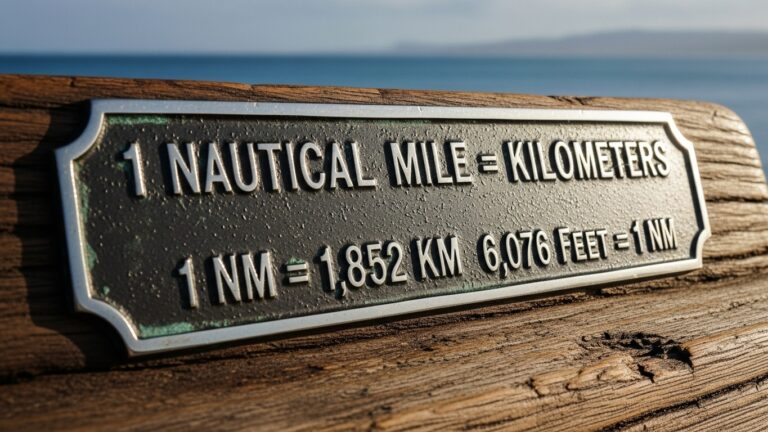 1 NAUTICAL MILE = KILOMETERS
1 NM = 1,852 KM 6,076 FEET = 1 NM